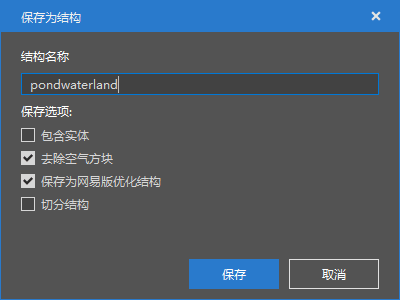 保存为结构
结构名称
pondwaterland
保存选项:
包含实体
去除空气方块
保存为网易版优化结构
切分结构
保存 取消